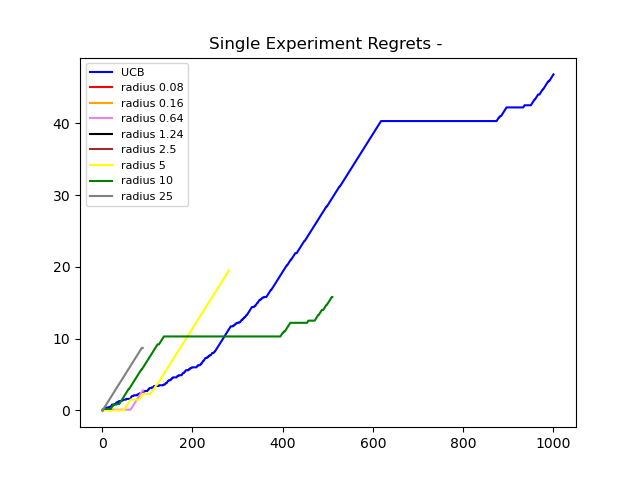 Single Experiment Regrets -
UCB
radius 0.08
radius 0.16
radius 0.64
radius 1.24
radius 2.5
radius 5
radius 10
radius 25
40
30
20
10
0
0 200 400 600 800 1000